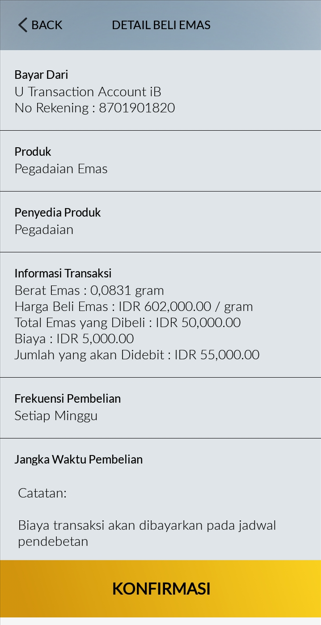 BACK DETAIL BELI EMAS
Bayar Dari
U Transaction Account iB
No Rekening : 8701901820
Produk
Pegadaian Emas
Penyedia Produk
Pegadaian
Informasi Transaksi
Berat Emas : 0,0831 gram
Harga Beli Emas : IDR 602,000.00 / gram
Total Emas yang Dibeli : IDR 50,000.00
Biaya : IDR 5,000.00
Jumlah yang akan Didebit : IDR 55,000.00
Frekuensi Pembelian
Setiap Minggu
Jangka Waktu Pembelian
Catatan:
Biaya transaksi akan dibayarkan pada jadwal
pendebetan
KONFIRMASI